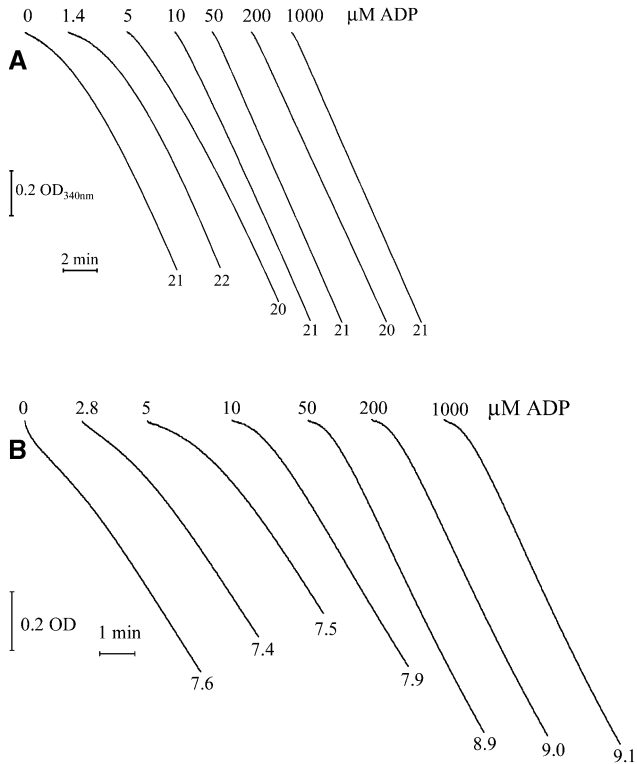 0 1.4 5 10 50 200 1000 μM ADP
A
0.2 OD340nm
2 min
21 22 20 21 21 20 21
0 2.8 5 10 50 200 1000 μM ADP
B
0.2 OD
1 min
7.6 7.4 7.5 7.9 8.9 9.0 9.1